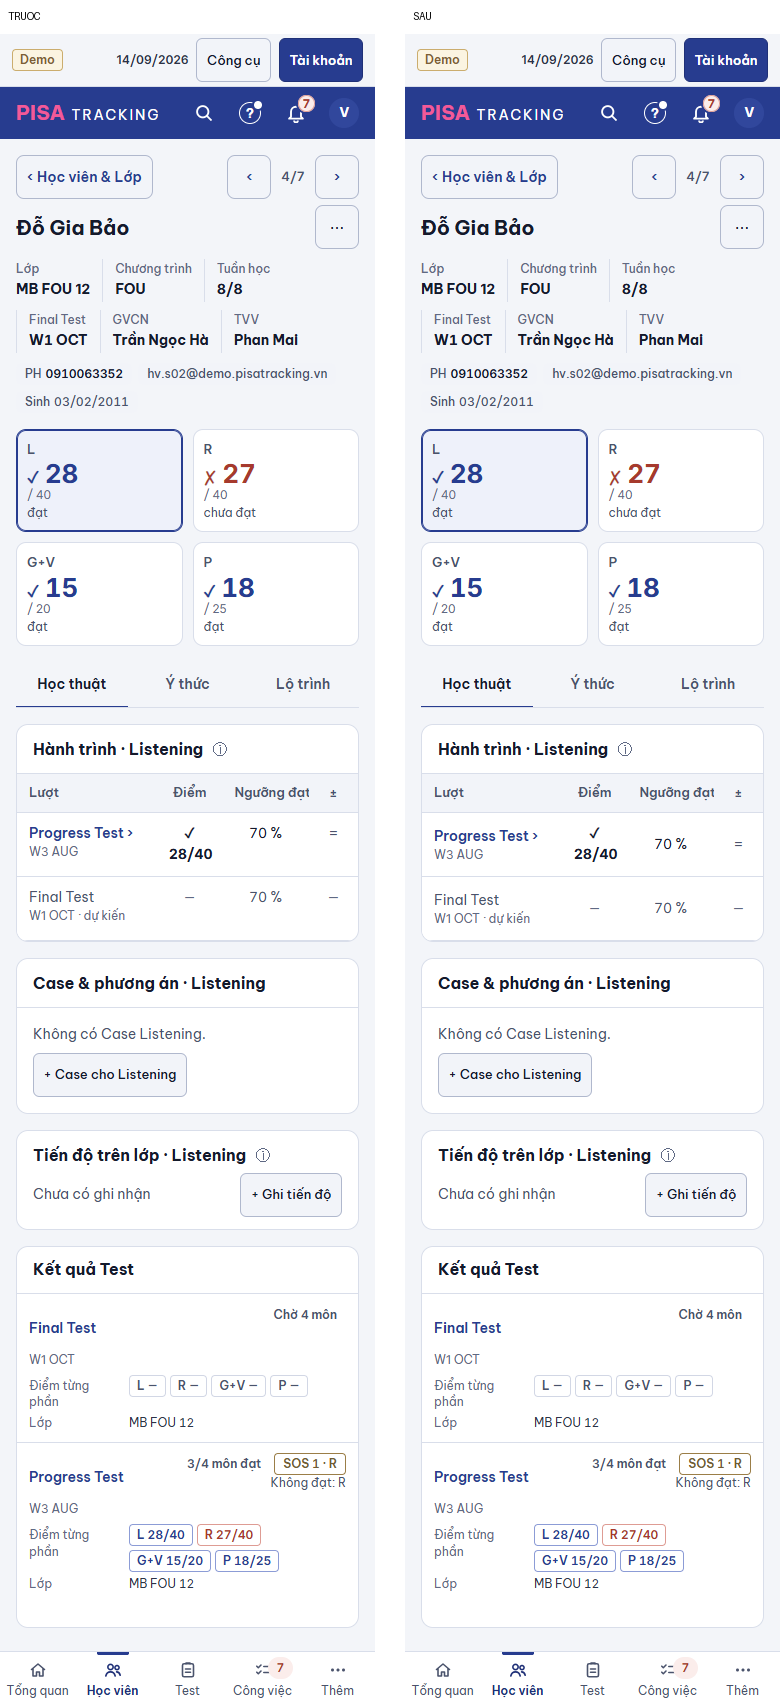 TRUOC
Demo
14/09/2026
Công cụ
Tài khoản
PISA TRACKING
?
7
V
‹ Học viên & Lớp
‹
4/7
›
Đỗ Gia Bảo
...
Lớp
MB FOU 12
Chương trình
FOU
Tuần học
8/8
Final Test
W1 OCT
GVCN
Trần Ngọc Hà
TVV
Phan Mai
PH 0910063352
hv.s02@demo.pisatracking.vn
Sinh 03/02/2011
L
✓ 28
/ 40
đạt
R
✗ 27
/ 40
chưa đạt
G+V
✓ 15
/ 20
đạt
P
✓ 18
/ 25
đạt
Học thuật
Ý thức
Lộ trình
Hành trình · Listening ⓘ
Lượt
Điểm
Ngưỡng đạt
±
Progress Test ›
W3 AUG
✓
28/40
70 %
=
Final Test
W1 OCT · dự kiến
—
70 %
—
Case & phương án · Listening
Không có Case Listening.
+ Case cho Listening
Tiến độ trên lớp · Listening ⓘ
Chưa có ghi nhận
+ Ghi tiến độ
Kết quả Test
Chờ 4 môn
Final Test
W1 OCT
Điểm từng phần
L —
R —
G+V —
P —
Lớp
MB FOU 12
3/4 môn đạt
SOS 1 · R
Không đạt: R
Progress Test
W3 AUG
Điểm từng phần
L 28/40
R 27/40
G+V 15/20
P 18/25
Lớp
MB FOU 12
Tổng quan
Học viên
Test
7
Công việc
Thêm
SAU
Demo
14/09/2026
Công cụ
Tài khoản
PISA TRACKING
?
7
V
‹ Học viên & Lớp
‹
4/7
›
Đỗ Gia Bảo
...
Lớp
MB FOU 12
Chương trình
FOU
Tuần học
8/8
Final Test
W1 OCT
GVCN
Trần Ngọc Hà
TVV
Phan Mai
PH 0910063352
hv.s02@demo.pisatracking.vn
Sinh 03/02/2011
L
✓ 28
/ 40
đạt
R
✗ 27
/ 40
chưa đạt
G+V
✓ 15
/ 20
đạt
P
✓ 18
/ 25
đạt
Học thuật
Ý thức
Lộ trình
Hành trình · Listening ⓘ
Lượt
Điểm
Ngưỡng đạt
±
Progress Test ›
W3 AUG
✓
28/40
70 %
=
Final Test
W1 OCT · dự kiến
—
70 %
—
Case & phương án · Listening
Không có Case Listening.
+ Case cho Listening
Tiến độ trên lớp · Listening ⓘ
Chưa có ghi nhận
+ Ghi tiến độ
Kết quả Test
Chờ 4 môn
Final Test
W1 OCT
Điểm từng phần
L —
R —
G+V —
P —
Lớp
MB FOU 12
3/4 môn đạt
SOS 1 · R
Không đạt: R
Progress Test
W3 AUG
Điểm từng phần
L 28/40
R 27/40
G+V 15/20
P 18/25
Lớp
MB FOU 12
Tổng quan
Học viên
Test
7
Công việc
Thêm